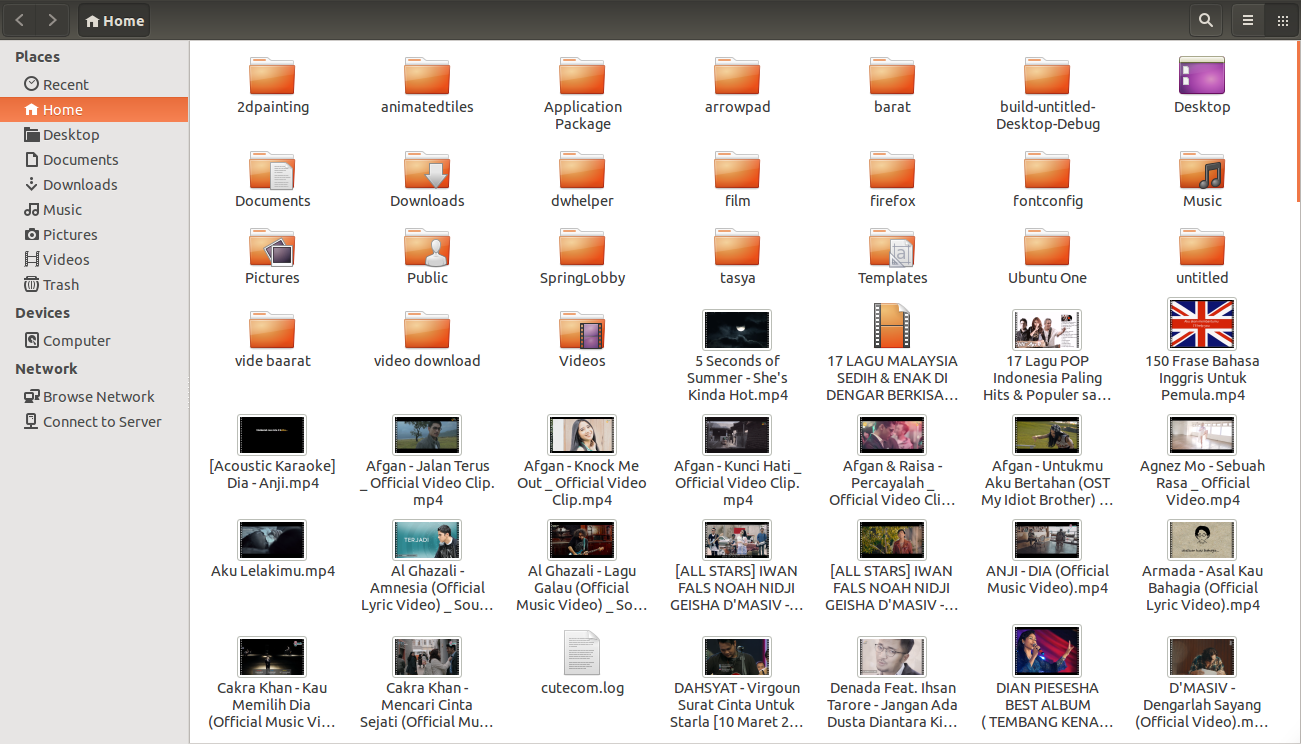 Home
Places
Recent
Home
Desktop
Documents
Downloads
Music
Pictures
Videos
Trash
Devices
Computer
Network
Browse Network
Connect to Server
2dpainting
animatedtiles
Application
Package
arrowpad
barat
build-untitled-
Desktop-Debug
Desktop
Documents
Downloads
dwhelper
film
firefox
fontconfig
Music
Pictures
Public
SpringLobby
tasya
Templates
Ubuntu One
untitled
vide baarat
video download
Videos
5 Seconds of
Summer - She's
Kinda Hot.mp4
17 LAGU MALAYSIA
SEDIH & ENAK DI
DENGAR BERKISA…
17 Lagu POP
Indonesia Paling
Hits & Populer sa…
150 Frase Bahasa
Inggris Untuk
Pemula.mp4
[Acoustic Karaoke]
Dia - Anji.mp4
Afgan - Jalan Terus
_ Official Video Clip.
mp4
Afgan - Knock Me
Out _ Official Video
Clip.mp4
Afgan - Kunci Hati _
Official Video Clip.
mp4
Afgan & Raisa -
Percayalah _
Official Video Cli…
Afgan - Untukmu
Aku Bertahan (OST
My Idiot Brother) …
Agnez Mo - Sebuah
Rasa _ Official
Video.mp4
Aku Lelakimu.mp4
TERJADI
Al Ghazali -
Amnesia (Official
Lyric Video) _ Sou…
Al Ghazali - Lagu
Galau (Official
Music Video) _ So…
[ALL STARS] IWAN
FALS NOAH NIDJI
GEISHA D'MASIV -…
[ALL STARS] IWAN
FALS NOAH NIDJI
GEISHA D'MASIV -…
ANJI - DIA (Official
Music Video).mp4
Armada - Asal Kau
Bahagia (Official
Lyric Video).mp4
Cakra Khan - Kau
Memilih Dia
(Official Music Vi…
Cakra Khan -
Mencari Cinta
Sejati (Official Mu…
cutecom.log
DAHSYAT - Virgoun
Surat Cinta Untuk
Starla [10 Maret 2…
Denada Feat. Ihsan
Tarore - Jangan Ada
Dusta Diantara Ki…
DIAN PIESESHA
BEST ALBUM
( TEMBANG KENA…
D'MASIV -
Dengarlah Sayang
(Official Video).m…